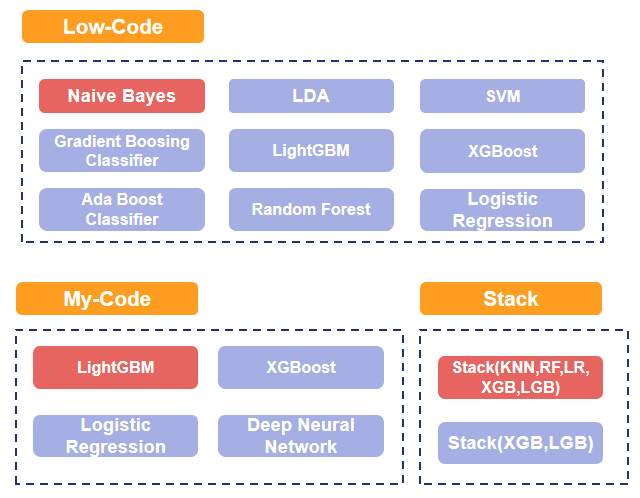 Low-Code
Naive Bayes
LDA
SVM
Gradient Boosing
Classifier
LightGBM
XGBoost
Ada Boost
Classifier
Random Forest
Logistic
Regression
My-Code
LightGBM
XGBoost
Logistic
Regression
Deep Neural
Network
Stack
Stack(KNN,RF,LR,
XGB,LGB)
Stack(XGB,LGB)